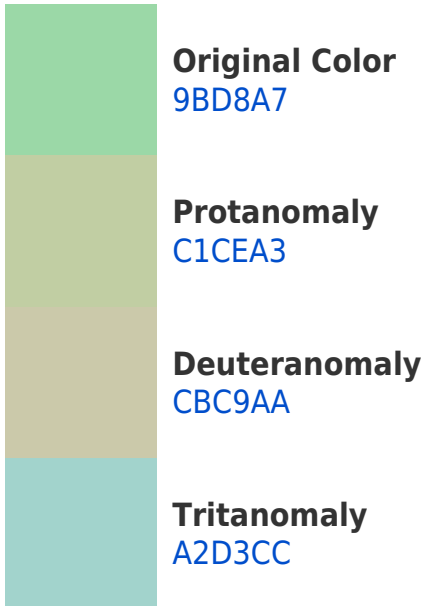 Original Color
9BD8A7
Protanomaly
C1CEA3
Deuteranomaly
CBC9AA
Tritanomaly
A2D3CC